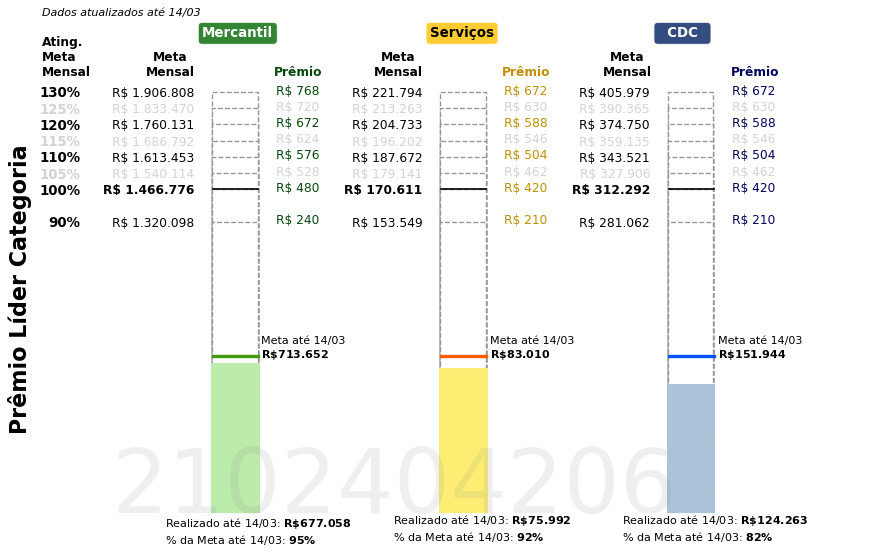 Dados atualizados até 14/03
Mercantil Serviços CDC
Ating. Meta Mensal Meta Mensal Prêmio Meta Mensal Prêmio Meta Mensal Prêmio
130% R$ 1.906.808 R$ 768 R$ 221.794 R$ 672 R$ 405.979 R$ 672
125% R$ 1.833.470 R$ 720 R$ 213.263 R$ 630 R$ 390.365 R$ 630
120% R$ 1.760.131 R$ 672 R$ 204.733 R$ 588 R$ 374.750 R$ 588
115% R$ 1.686.792 R$ 624 R$ 196.202 R$ 546 R$ 359.135 R$ 546
110% R$ 1.613.453 R$ 576 R$ 187.672 R$ 504 R$ 343.521 R$ 504
105% R$ 1.540.114 R$ 528 R$ 179.141 R$ 462 R$ 327.906 R$ 462
100% R$ 1.466.776 R$ 480 R$ 170.611 R$ 420 R$ 312.292 R$ 420
90% R$ 1.320.098 R$ 240 R$ 153.549 R$ 210 R$ 281.062 R$ 210
Prêmio Líder Categoria
Meta até 14/03 Meta até 14/03 Meta até 14/03
R$713.652 R$83.010 R$151.944
2102404206
Realizado até 14/03: R$677.058 Realizado até 14/03: R$75.992 Realizado até 14/03: R$124.263
% da Meta até 14/03: 95% % da Meta até 14/03: 92% % da Meta até 14/03: 82%